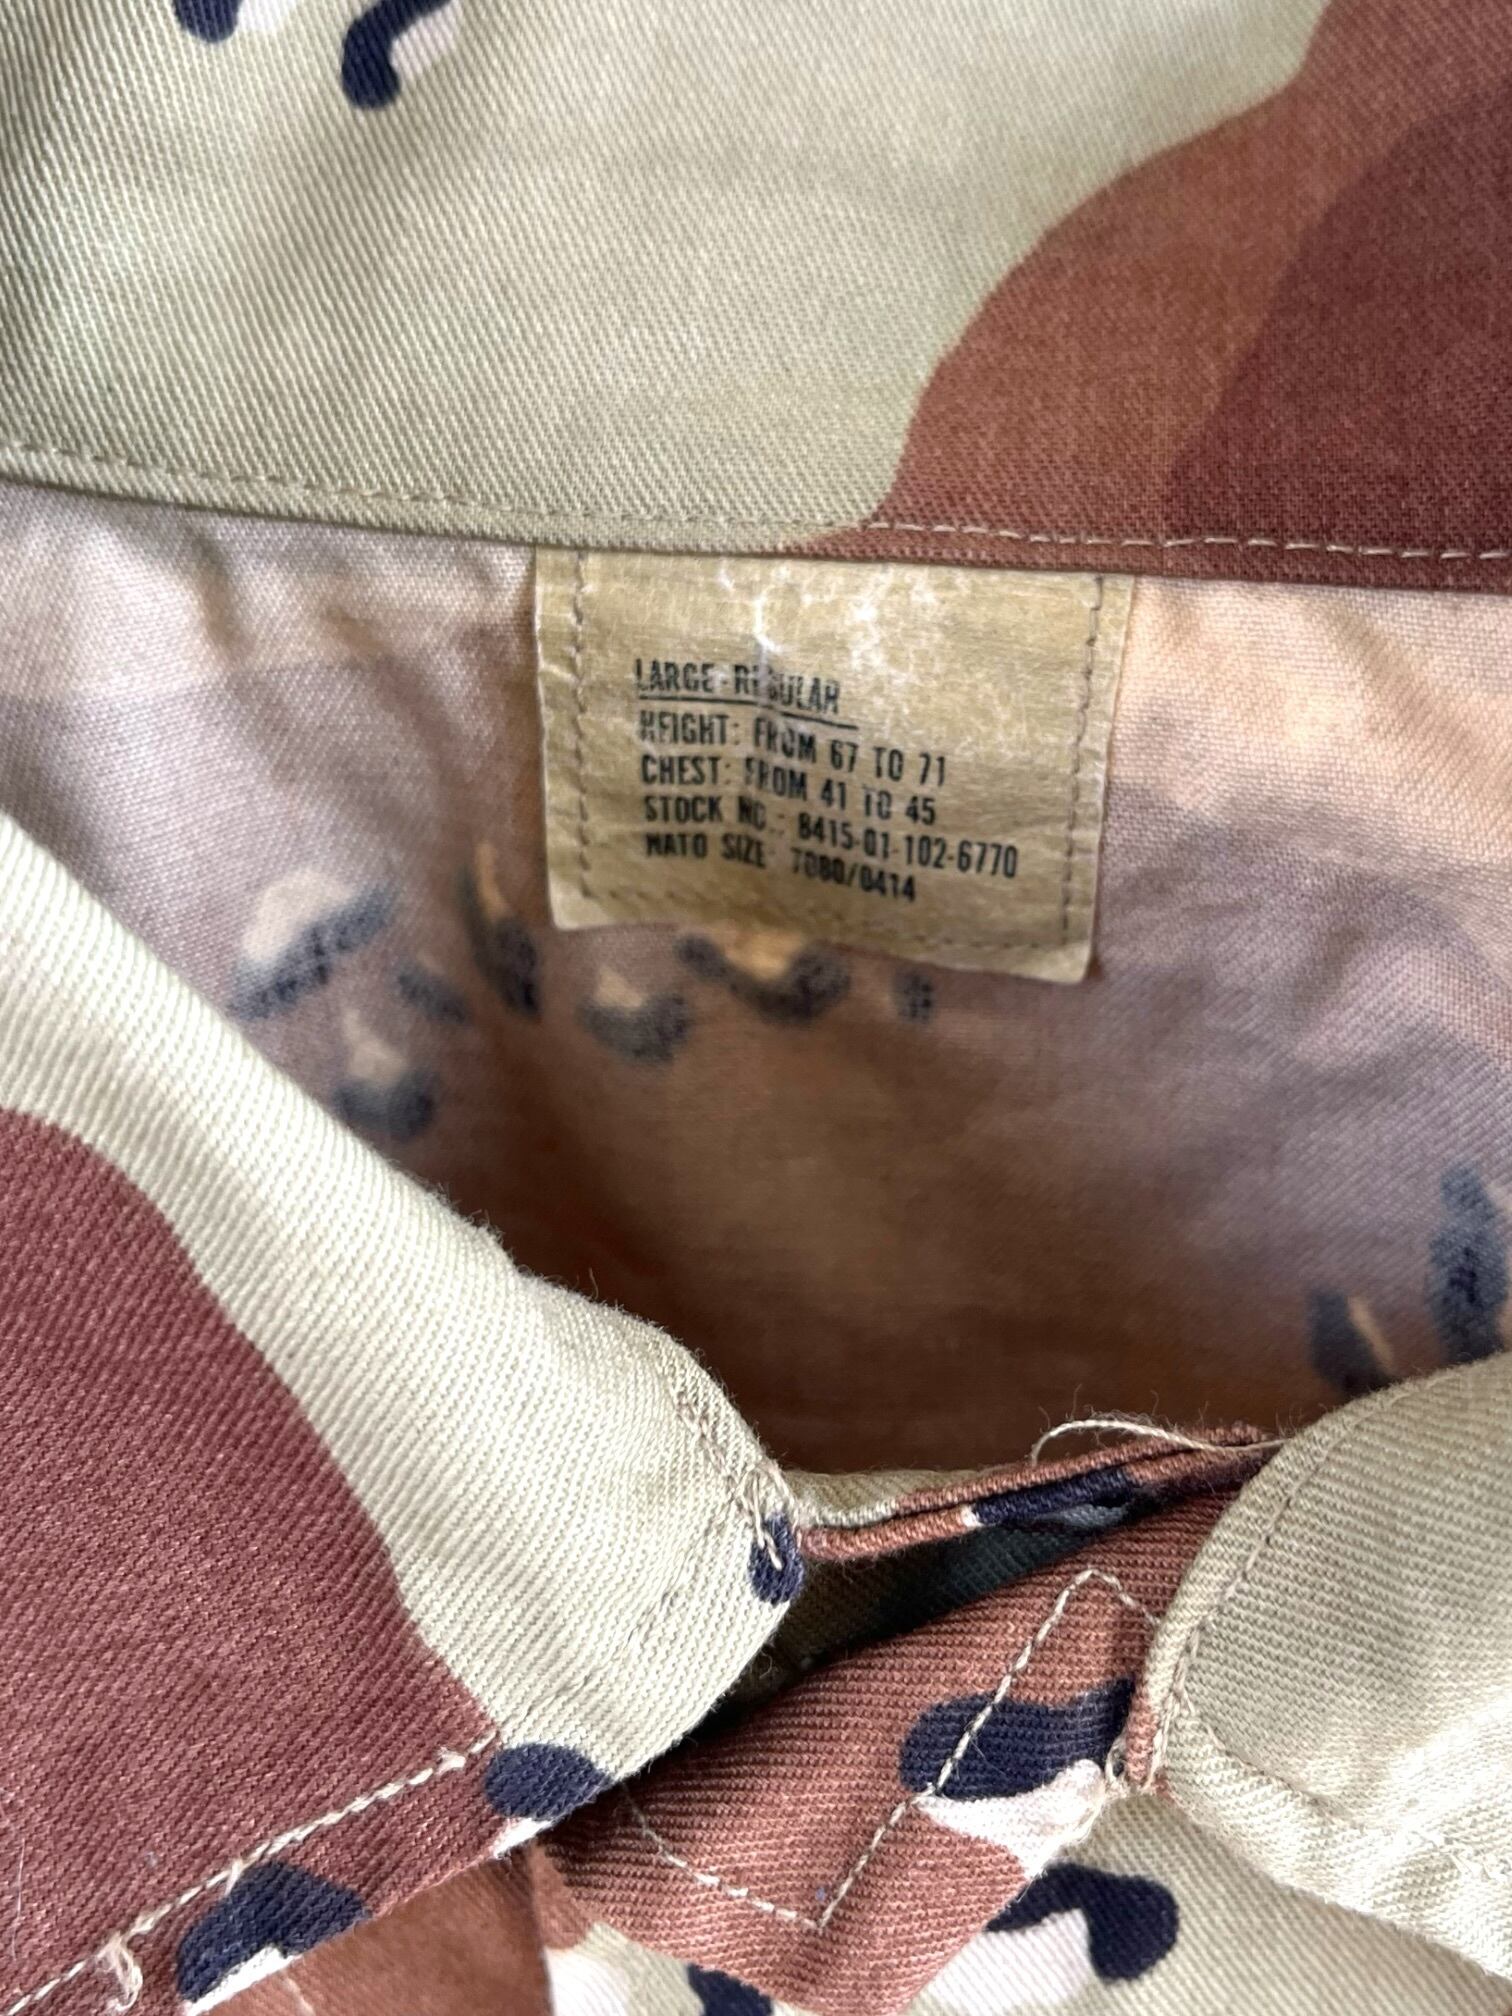 LARGE-REGULAR
HEIGHT: FROM 67 TO 71
CHEST: FROM 41 TO 45
STOCK NO.: 8415-01-102-6770
NATO SIZE 7080/0414